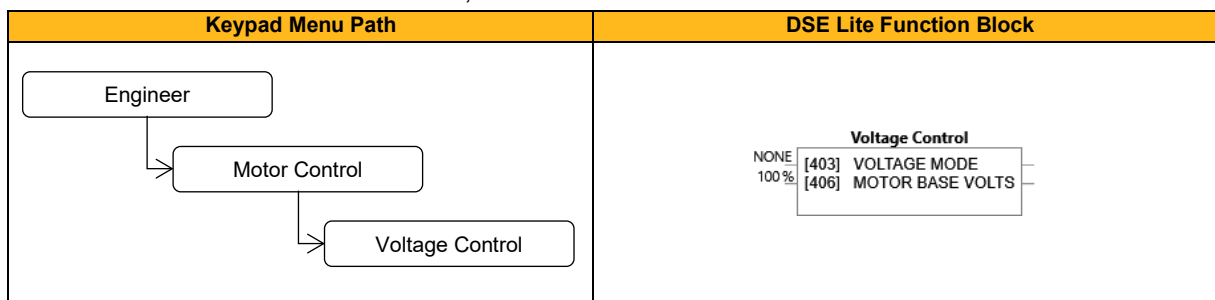 Keypad Menu Path
DSE Lite Function Block
Engineer
Motor Control
Voltage Control
Voltage Control
NONE [403] VOLTAGE MODE
100 % [406] MOTOR BASE VOLTS